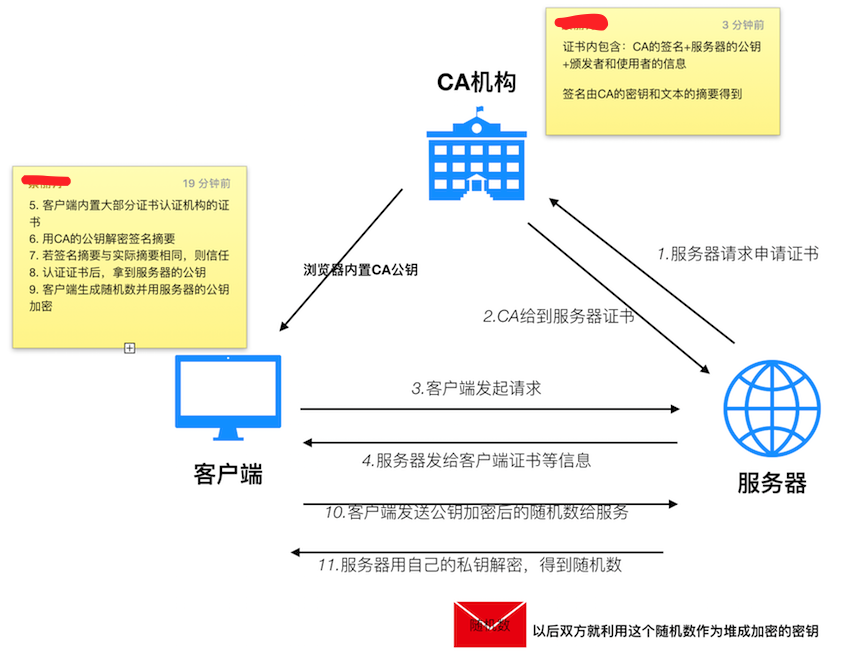 3 分钟前
证书内包含：CA的签名+服务器的公钥
+颁发者和使用者的信息
签名由CA的密钥和文本的摘要得到
CA机构
19 分钟前
5. 客户端内置大部分证书认证机构的证
书
6. 用CA的公钥解密签名摘要
7. 若签名摘要与实际摘要相同，则信任
8. 认证证书后，拿到服务器的公钥
9. 客户端生成随机数并用服务器的公钥
加密
浏览器内置CA公钥
1.服务器请求申请证书
2.CA给到服务器证书
3.客户端发起请求
4.服务器发给客户端证书等信息
客户端
服务器
10.客户端发送公钥加密后的随机数给服务
11.服务器用自己的私钥解密，得到随机数
随机数
以后双方就利用这个随机数作为堆成加密的密钥